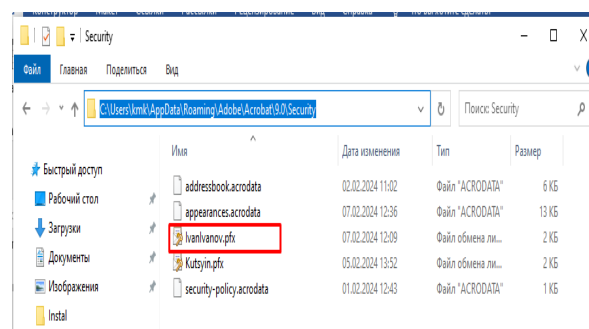 Security
Файл Главная Поделиться Вид
C:\Users\kmk\AppData\Roaming\Adobe\Acrobat\9.0\Security
Поиск: Security
Имя Дата изменения Тип Размер
Быстрый доступ
Рабочий стол
Загрузки
Документы
Изображения
Instal
addressbook.acrodata 02.02.2024 11:02 Файл "ACRODATA" 6 КБ
appearances.acrodata 07.02.2024 12:36 Файл "ACRODATA" 13 КБ
IvanIvanov.pfx 07.02.2024 12:09 Файл обмена ли... 2 КБ
Kutsyin.pfx 05.02.2024 13:52 Файл обмена ли... 2 КБ
security-policy.acrodata 01.02.2024 12:43 Файл "ACRODATA" 1 КБ